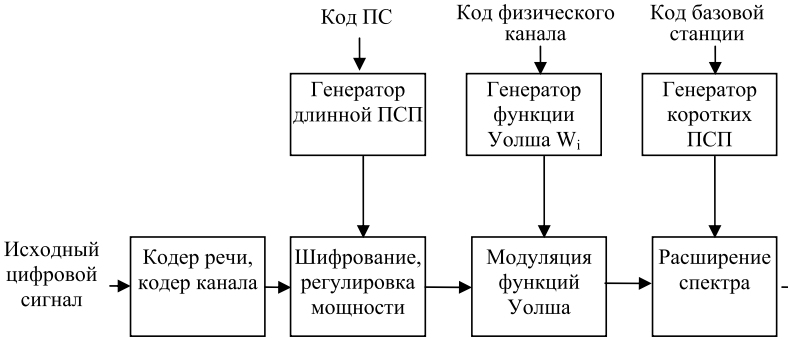 Код ПС
Код физического
канала
Код базовой
станции
Генератор
длинной ПСП
Генератор
функции
Уолша Wi
Генератор
коротких
ПСП
Исходный
цифровой
сигнал
Кодер речи,
кодер канала
Шифрование,
регулировка
мощности
Модуляция
функций
Уолша
Расширение
спектра